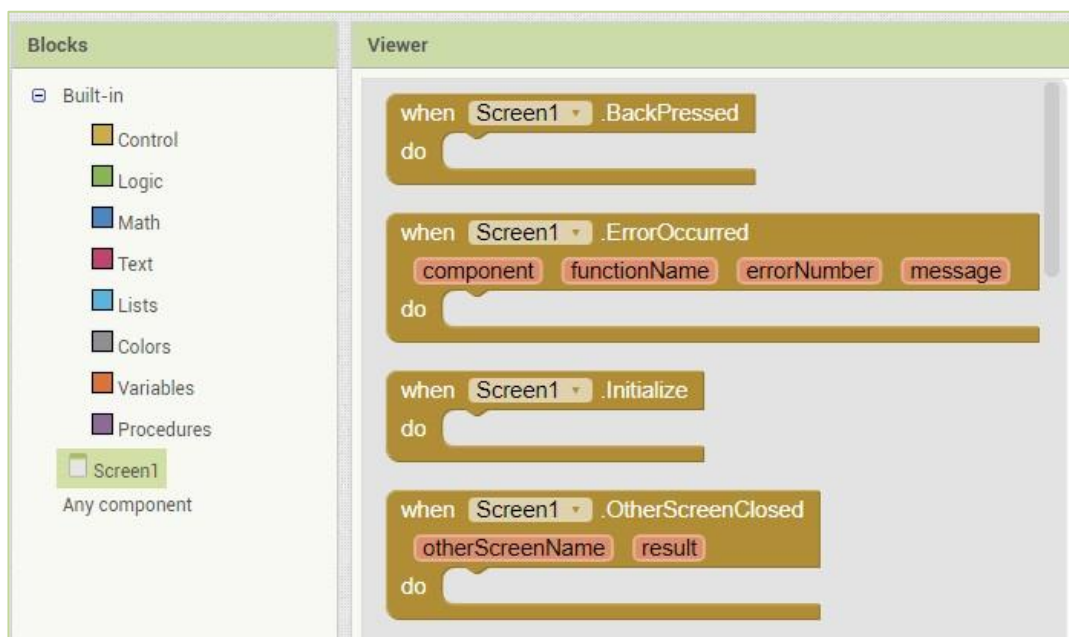 Blocks
Built-in
Control
Logic
Math
Text
Lists
Colors
Variables
Procedures
Screen1
Any component
Viewer
when Screen1 .BackPressed
do
when Screen1 .ErrorOccurred
component functionName errorNumber message
do
when Screen1 .Initialize
do
when Screen1 .OtherScreenClosed
otherScreenName result
do